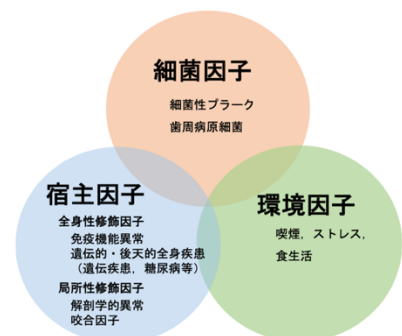 細菌因子
細菌性プラーク
歯周病原細菌
宿主因子
全身性修飾因子
免疫機能異常
遺伝的・後天的全身疾患
（遺伝疾患，糖尿病等）
局所性修飾因子
解剖学的異常
咬合因子
環境因子
喫煙，ストレス，
食生活